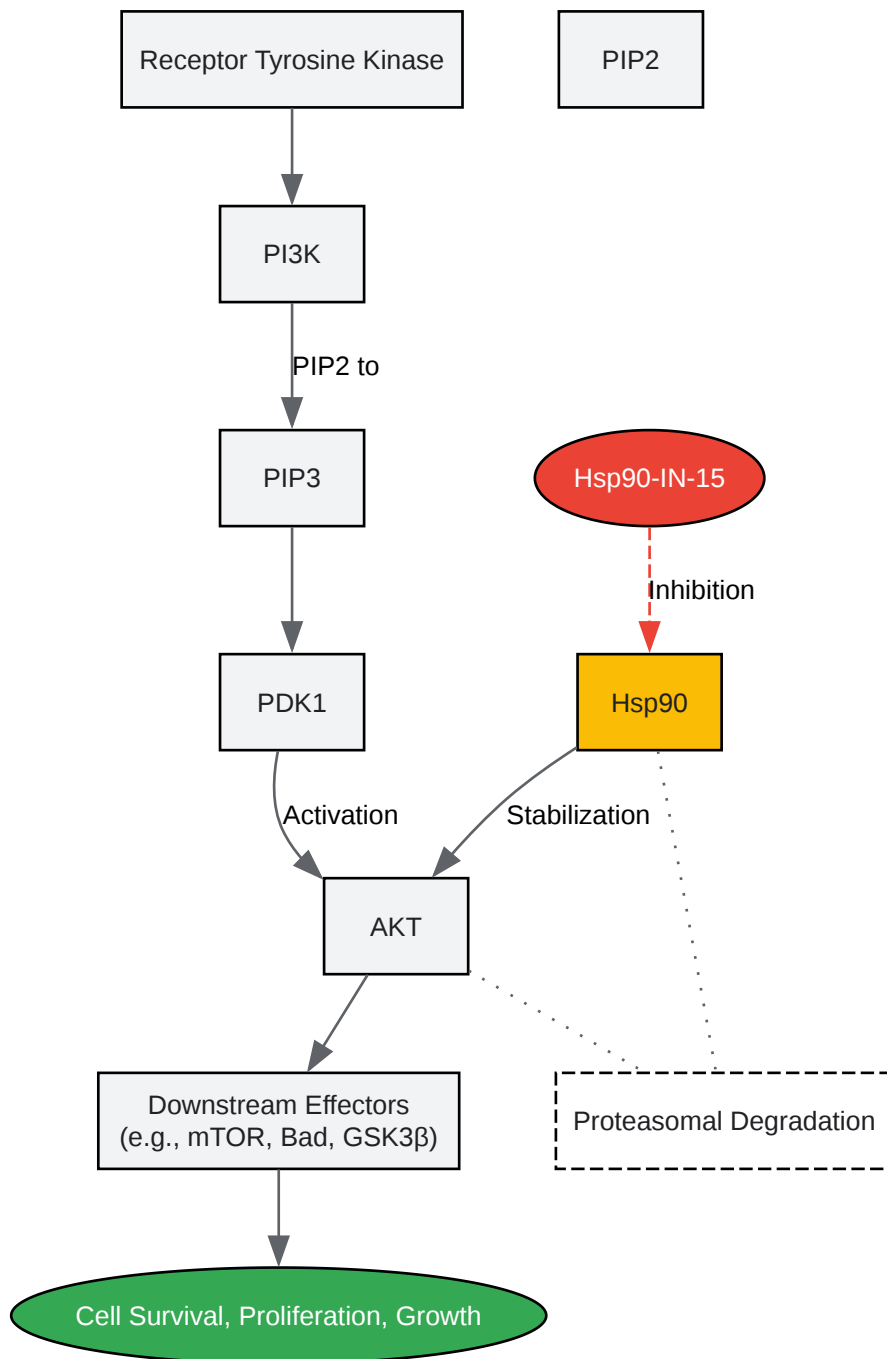 Receptor Tyrosine Kinase
PIP2
PI3K
PIP2 to
PIP3
Hsp90-IN-15
Inhibition
PDK1
Hsp90
Activation
Stabilization
AKT
Downstream Effectors
(e.g., mTOR, Bad, GSK3β)
Proteasomal Degradation
Cell Survival, Proliferation, Growth